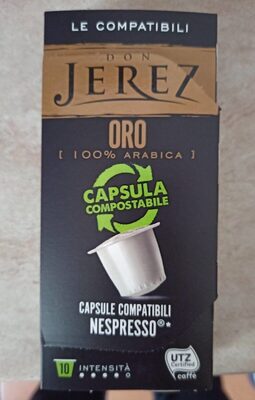 LE COMPATIBILI
DON
JEREZ
ORO
[ 100% ARABICA ]
CAPSULA
COMPOSTABILE
CAPSULE COMPATIBILI
NESPRESSO®*
10 INTENSITÀ
UTZ
Certified
caffè